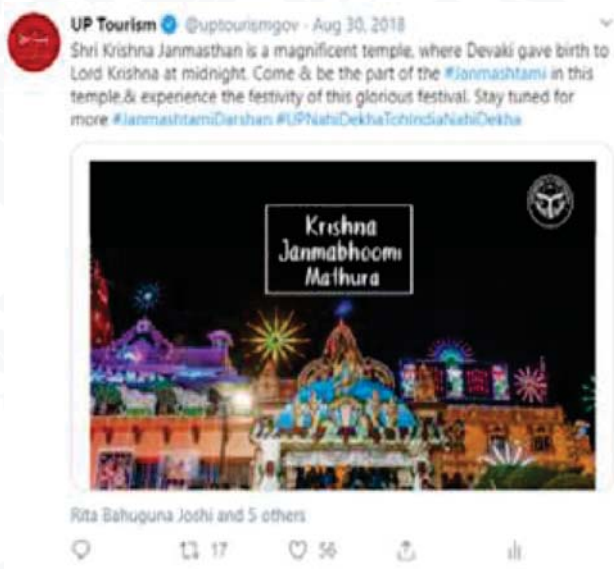 UP Tourism @uptourismgov - Aug 30, 2018
Shri Krishna Janmasthan is a magnificent temple, where Devaki gave birth to
Lord Krishna at midnight. Come & be the part of the #Janmashtami in this
temple,& experience the festivity of this glorious festival. Stay tuned for
more #JanmashtamiDarshan #UPNahiDekhaTohIndiaNahiDekha
Krishna
Janmabhoomi
Mathura
Rita Bahuguna Joshi and 5 others
17 56